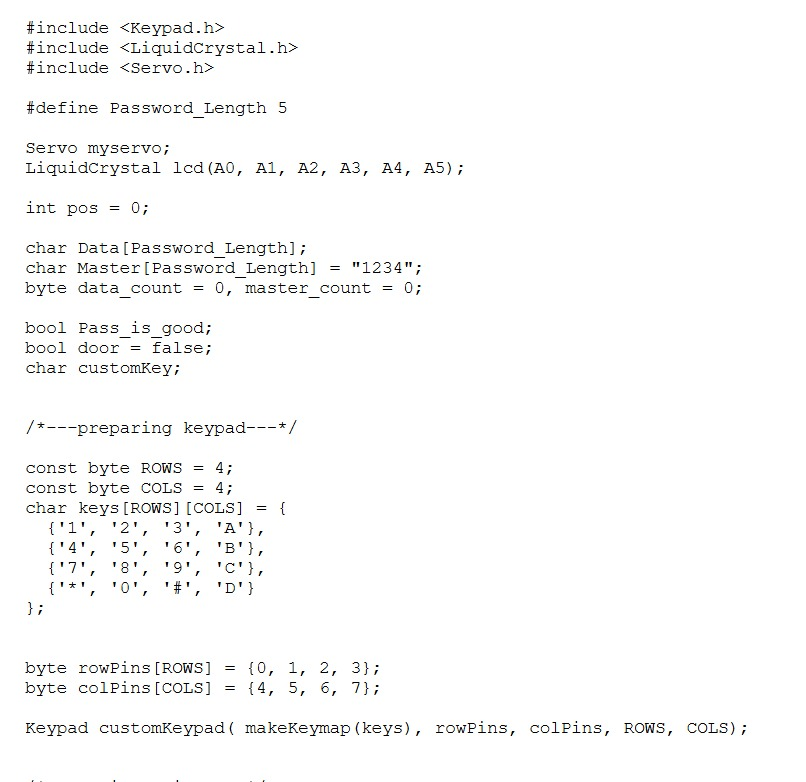 #include <Keypad.h>
#include <LiquidCrystal.h>
#include <Servo.h>
#define Password_Length 5
Servo myservo;
LiquidCrystal lcd(A0, A1, A2, A3, A4, A5);
int pos = 0;
char Data[Password_Length];
char Master[Password_Length] = "1234";
byte data_count = 0, master_count = 0;
bool Pass_is_good;
bool door = false;
char customKey;
/*---preparing keypad---*/
const byte ROWS = 4;
const byte COLS = 4;
char keys[ROWS][COLS] = {
  {'1', '2', '3', 'A'},
  {'4', '5', '6', 'B'},
  {'7', '8', '9', 'C'},
  {'*', '0', '#', 'D'}
};
byte rowPins[ROWS] = {0, 1, 2, 3};
byte colPins[COLS] = {4, 5, 6, 7};
Keypad customKeypad( makeKeymap(keys), rowPins, colPins, ROWS, COLS);